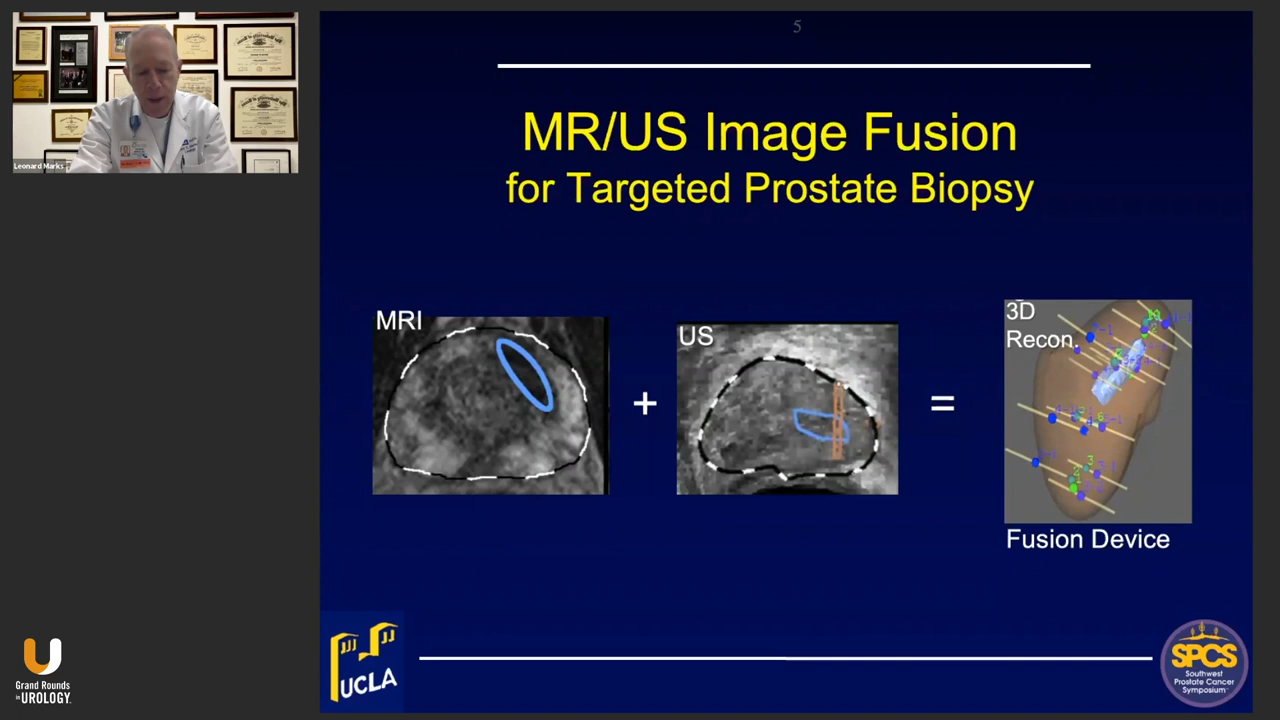 Leonard Marks
5
MR/US Image Fusion
for Targeted Prostate Biopsy
MRI
+
US
=
3D
Recon.
Fusion Device
UCLA
SPCS
Southwest
Prostate Cancer
Symposium
U
Grand Rounds
in UROLOGY